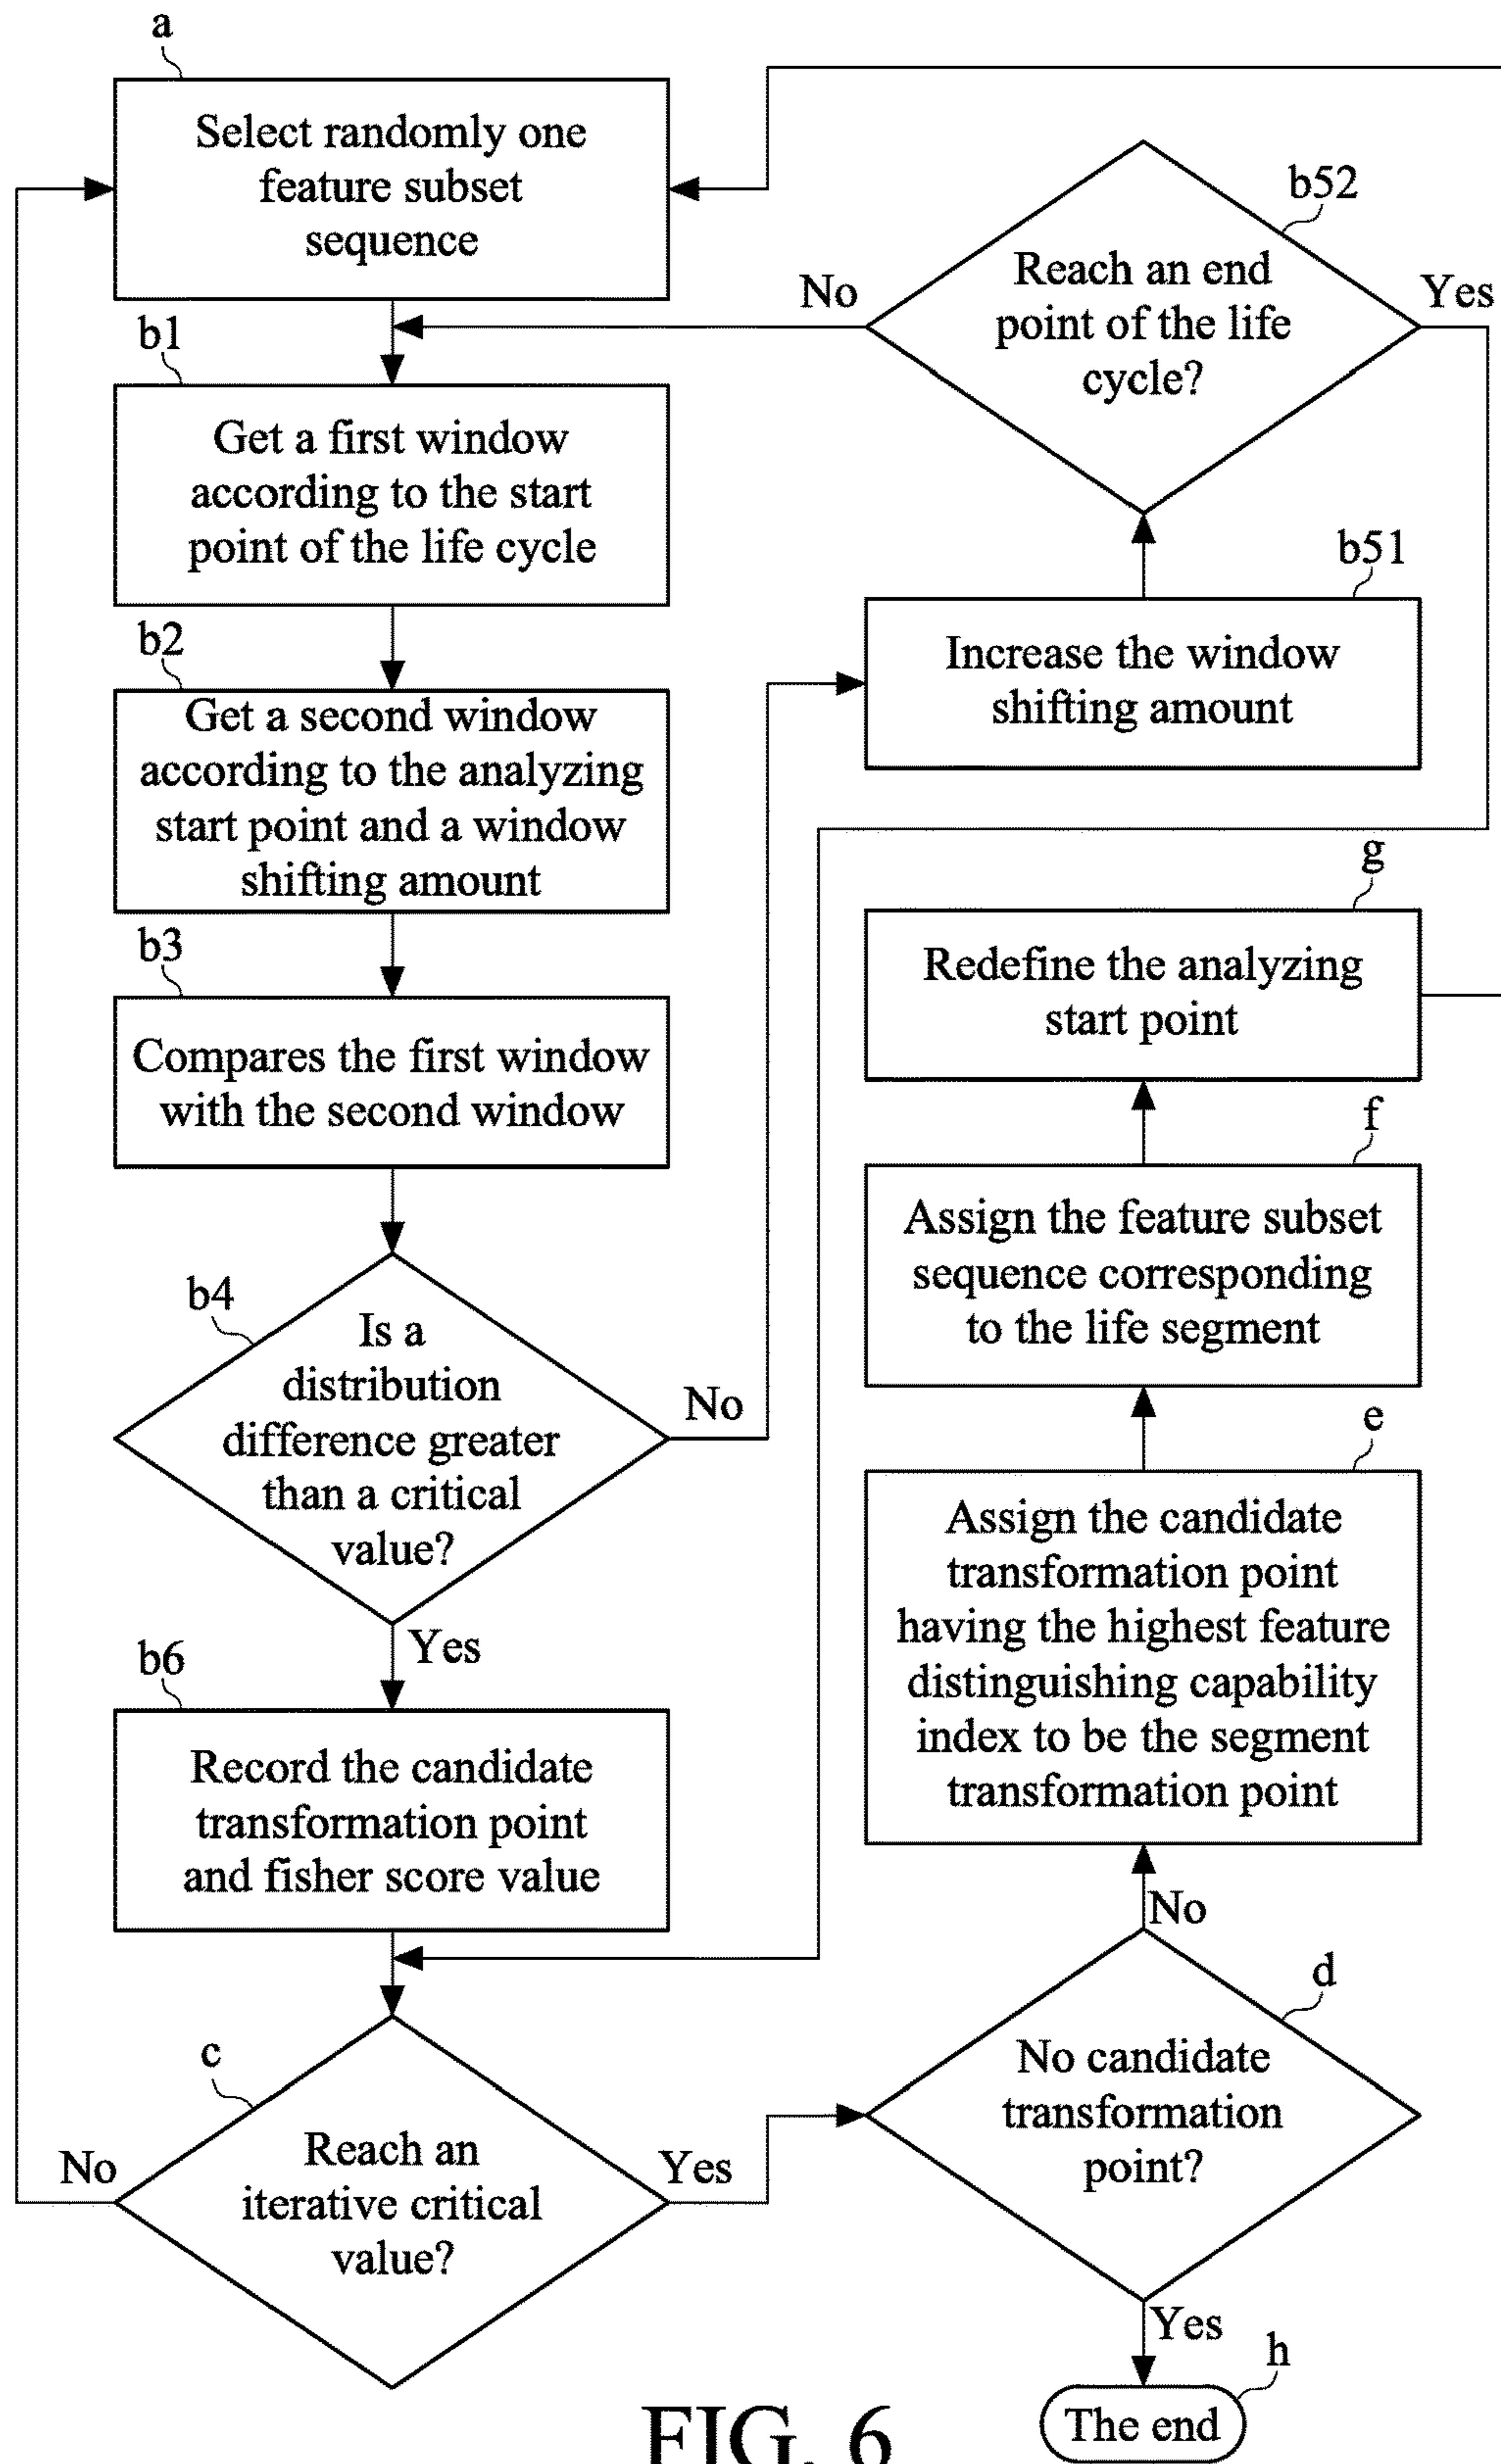 a
Select randomly one
feature subset
sequence
b1
Get a first window
according to the start
point of the life cycle
b2
Get a second window
according to the analyzing
start point and a window
shifting amount
b3
Compares the first window
with the second window
b4
Is a
distribution
difference greater
than a critical
value?
No
Yes
b6
Record the candidate
transformation point
and fisher score value
c
Reach an
iterative critical
value?
No
Yes
b52
Reach an end
point of the life
cycle?
No
Yes
b51
Increase the window
shifting amount
g
Redefine the analyzing
start point
f
Assign the feature subset
sequence corresponding
to the life segment
e
Assign the candidate
transformation point
having the highest feature
distinguishing capability
index to be the segment
transformation point
No
d
No candidate
transformation
point?
Yes
h
The end
FIG. 6